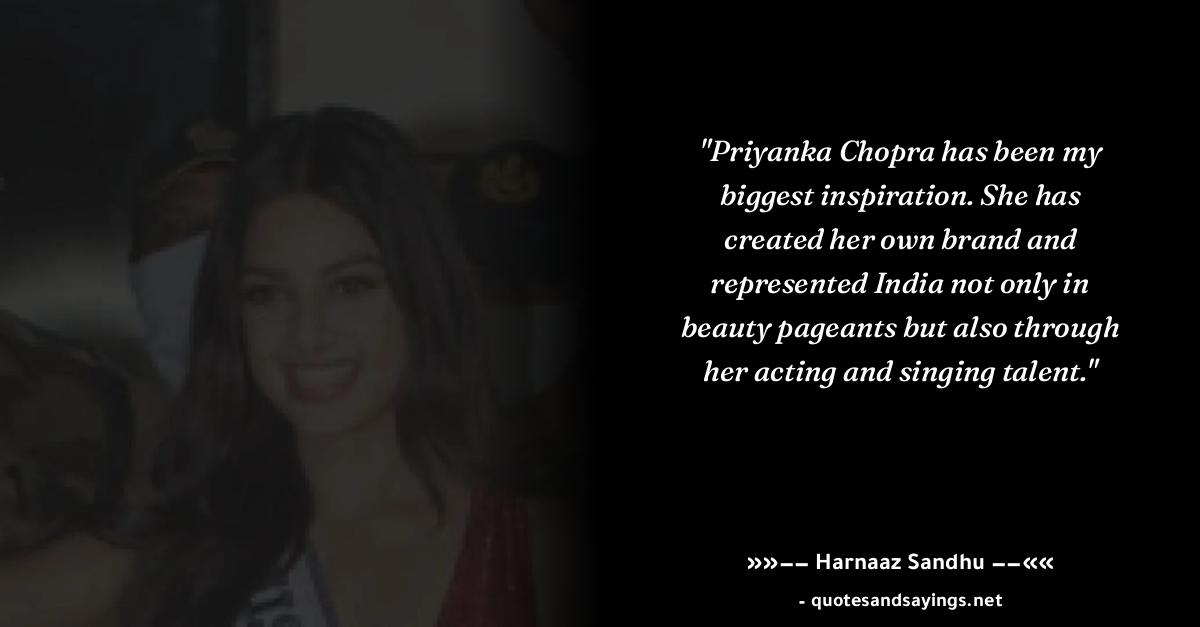 "Priyanka Chopra has been my
biggest inspiration. She has
created her own brand and
represented India not only in
beauty pageants but also through
her acting and singing talent."
»»–– Harnaaz Sandhu ––««
- quotesandsayings.net